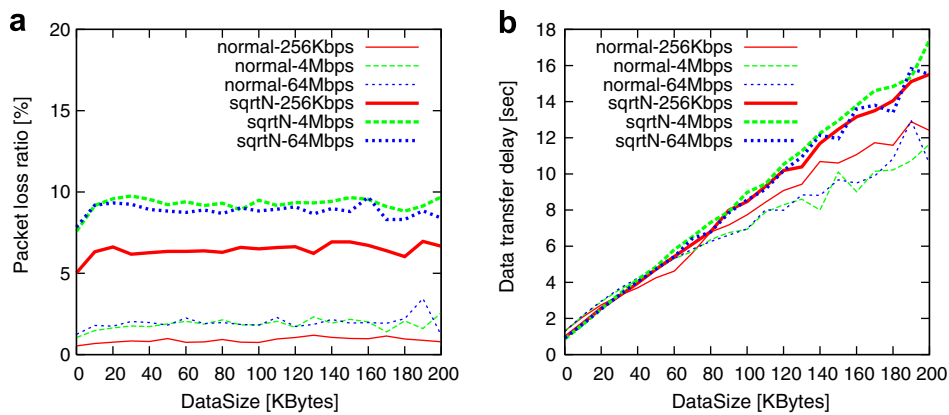 a
Packet loss ratio [%]
20
15
10
5
0
normal-256Kbps
normal-4Mbps
normal-64Mbps
sqrtN-256Kbps
sqrtN-4Mbps
sqrtN-64Mbps
0 20 40 60 80 100 120 140 160 180 200
DataSize [KBytes]
b
Data transfer delay [sec]
18
16
14
12
10
8
6
4
2
0
normal-256Kbps
normal-4Mbps
normal-64Mbps
sqrtN-256Kbps
sqrtN-4Mbps
sqrtN-64Mbps
0 20 40 60 80 100 120 140 160 180 200
DataSize [KBytes]